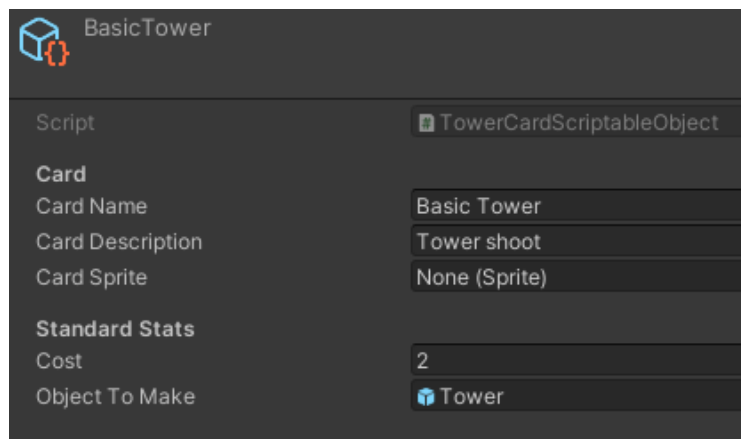 BasicTower
Script TowerCardScriptableObject
Card
Card Name Basic Tower
Card Description Tower shoot
Card Sprite None (Sprite)
Standard Stats
Cost 2
Object To Make Tower